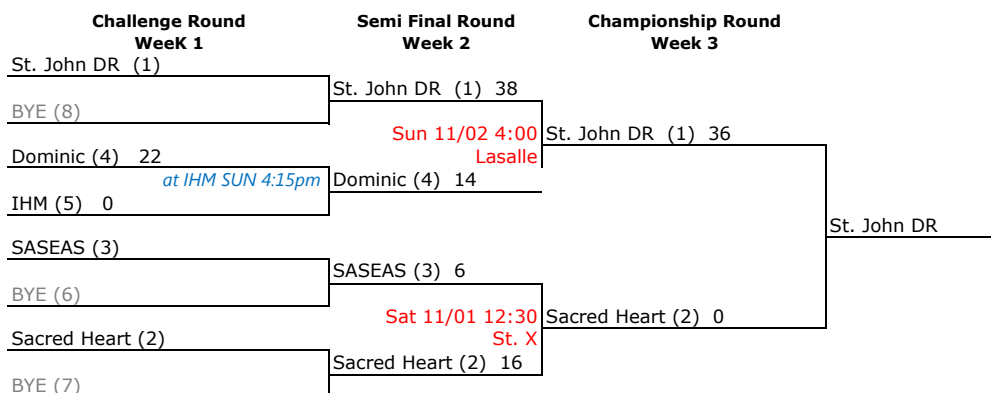 Challenge Round
WeeK 1
Semi Final Round
Week 2
Championship Round
Week 3
St. John DR (1)
St. John DR (1) 38
BYE (8)
Sun 11/02 4:00
Lasalle
St. John DR (1) 36
Dominic (4) 22
at IHM SUN 4:15pm
Dominic (4) 14
IHM (5) 0
St. John DR
SASEAS (3)
SASEAS (3) 6
BYE (6)
Sat 11/01 12:30
St. X
Sacred Heart (2) 0
Sacred Heart (2)
Sacred Heart (2) 16
BYE (7)